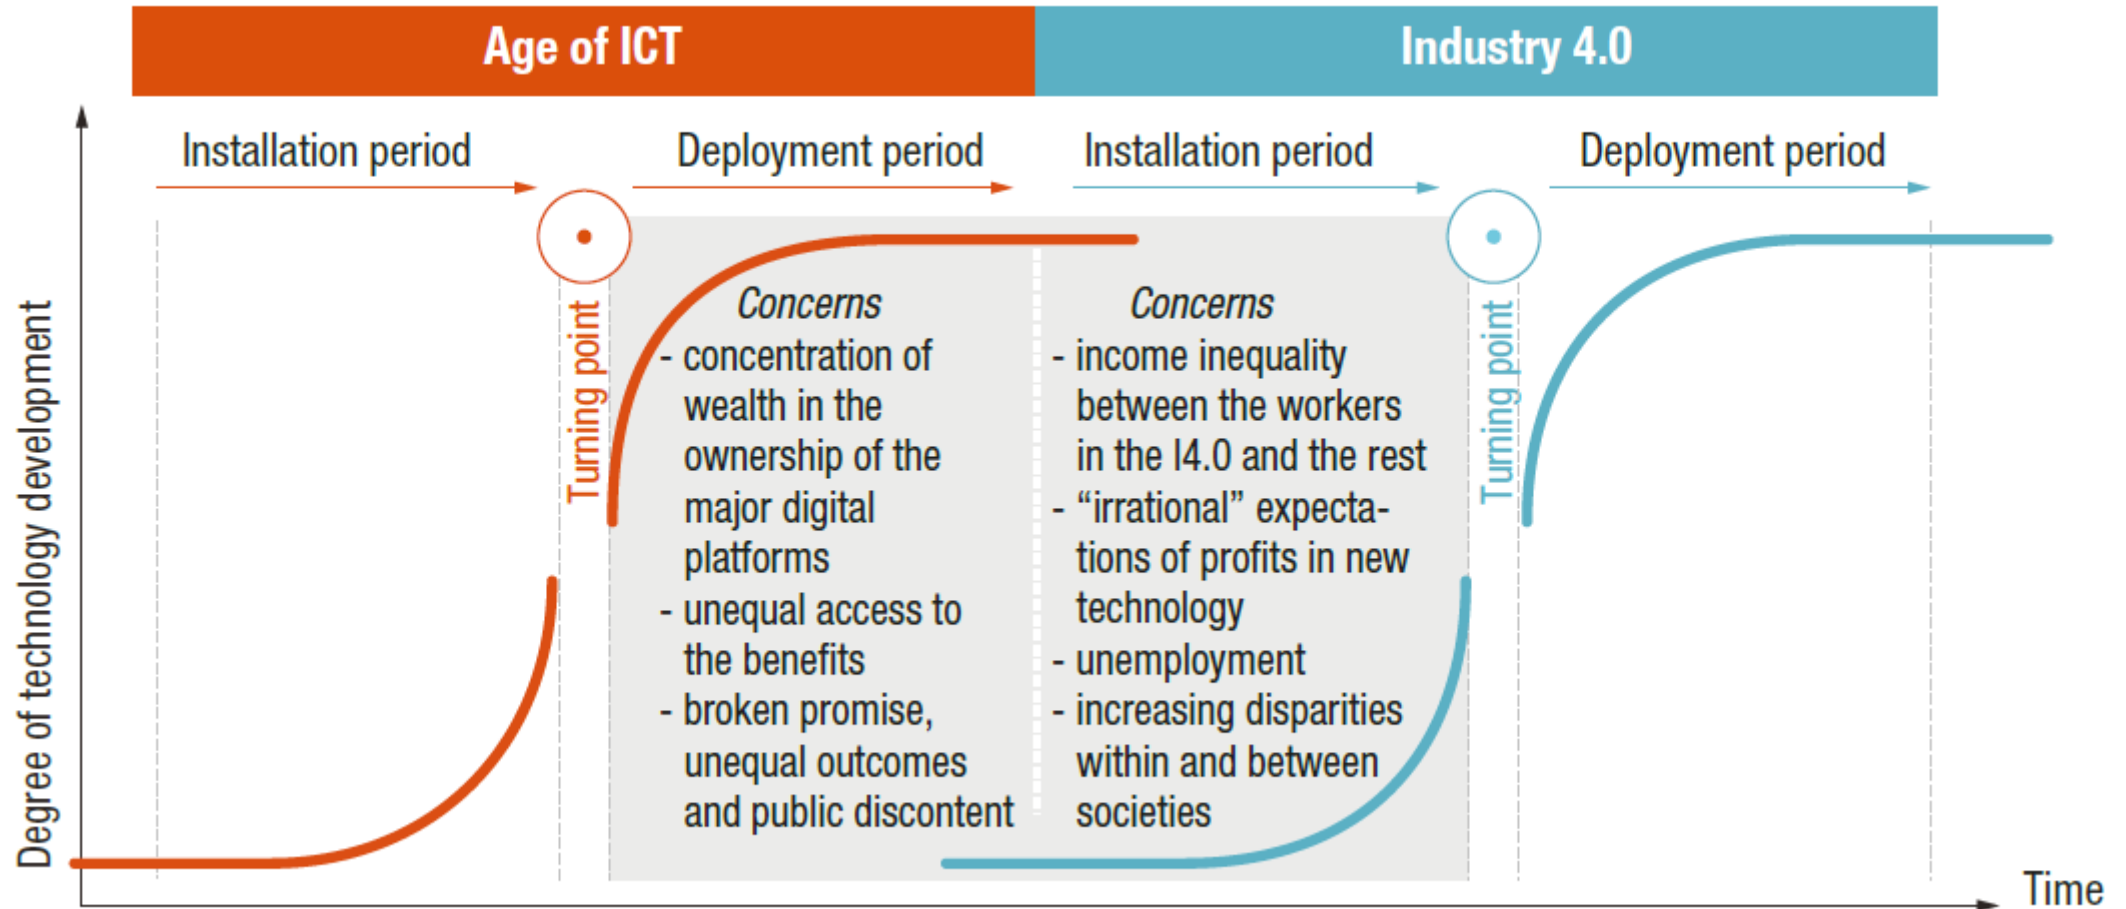 Age of ICT
Industry 4.0
Installation period
Deployment period
Installation period
Deployment period
Degree of technology development
Turning point
Concerns
- concentration of
wealth in the
ownership of the
major digital
platforms
- unequal access to
the benefits
- broken promise,
unequal outcomes
and public discontent
Concerns
- income inequality
between the workers
in the I4.0 and the rest
- “irrational” expecta-
tions of profits in new
technology
- unemployment
- increasing disparities
within and between
societies
Turning point
Time